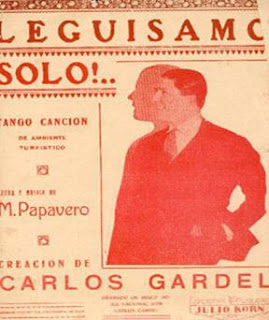 LEGUISAMO
SOLO!..
TANGO CANCION
DE AMBIENTE
TURFISTICO
LETRA Y MUSICA DE
M. Papavero
CREACION DE
CARLOS GARDEL
JULIO KORN